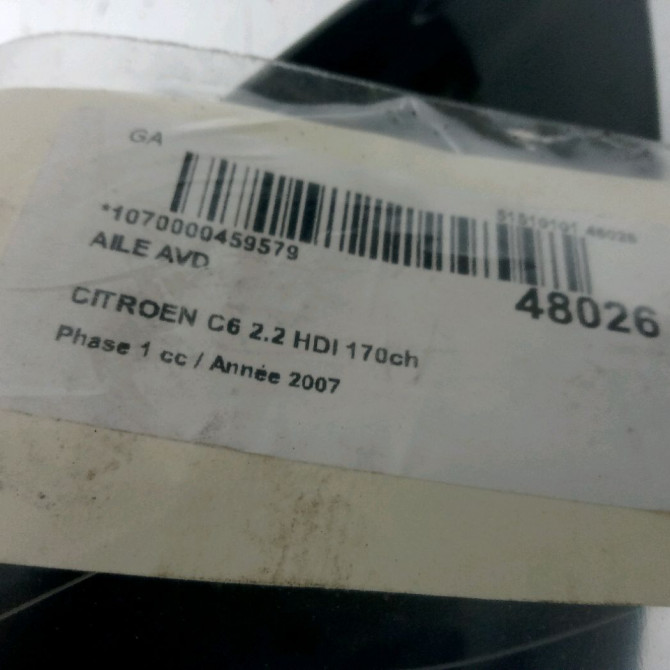 GA
*1070000459579
AILE AVD
48026
CITROEN C6 2.2 HDI 170ch
Phase 1 cc / Année 2007